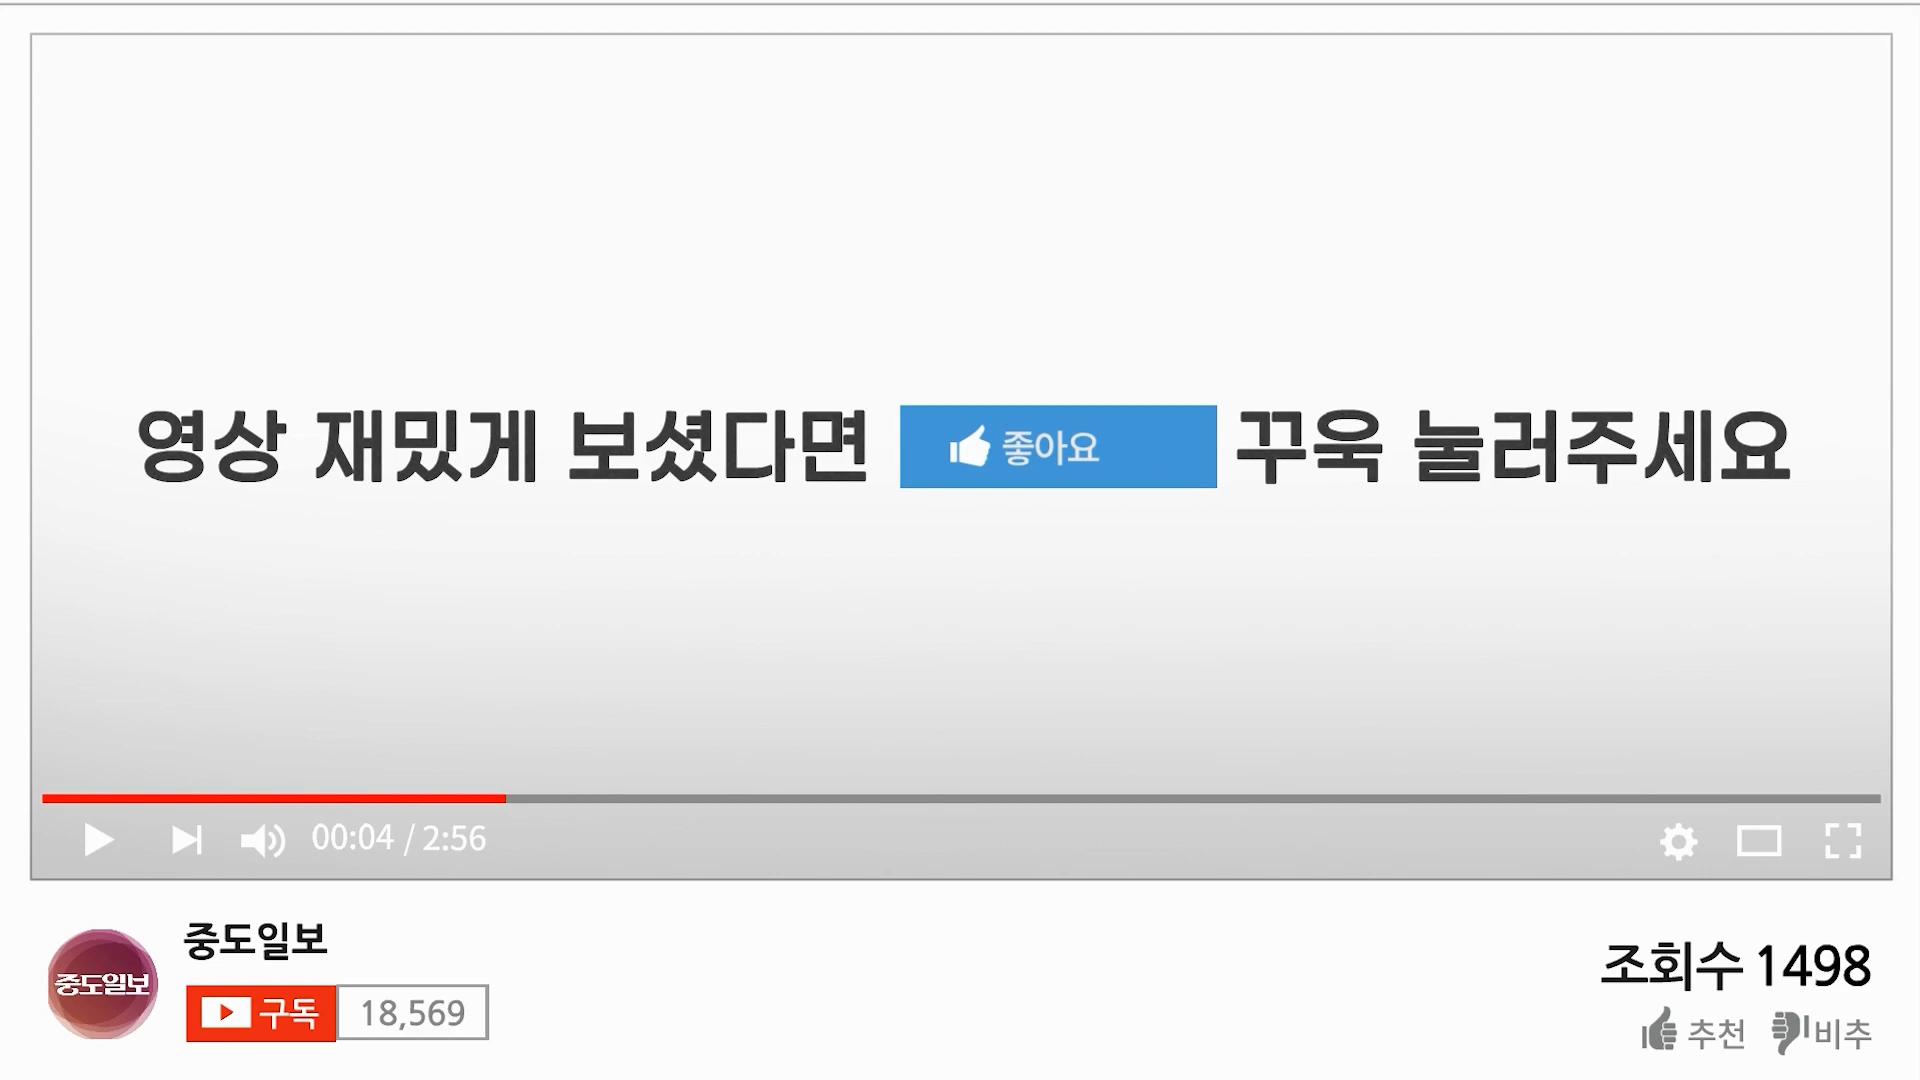 영상 재밌게 보셨다면 좋아요 꾸욱 눌러주세요
00:04 / 2:56
중도일보
중도일보
구독 18,569
조회수 1498
추천 비추